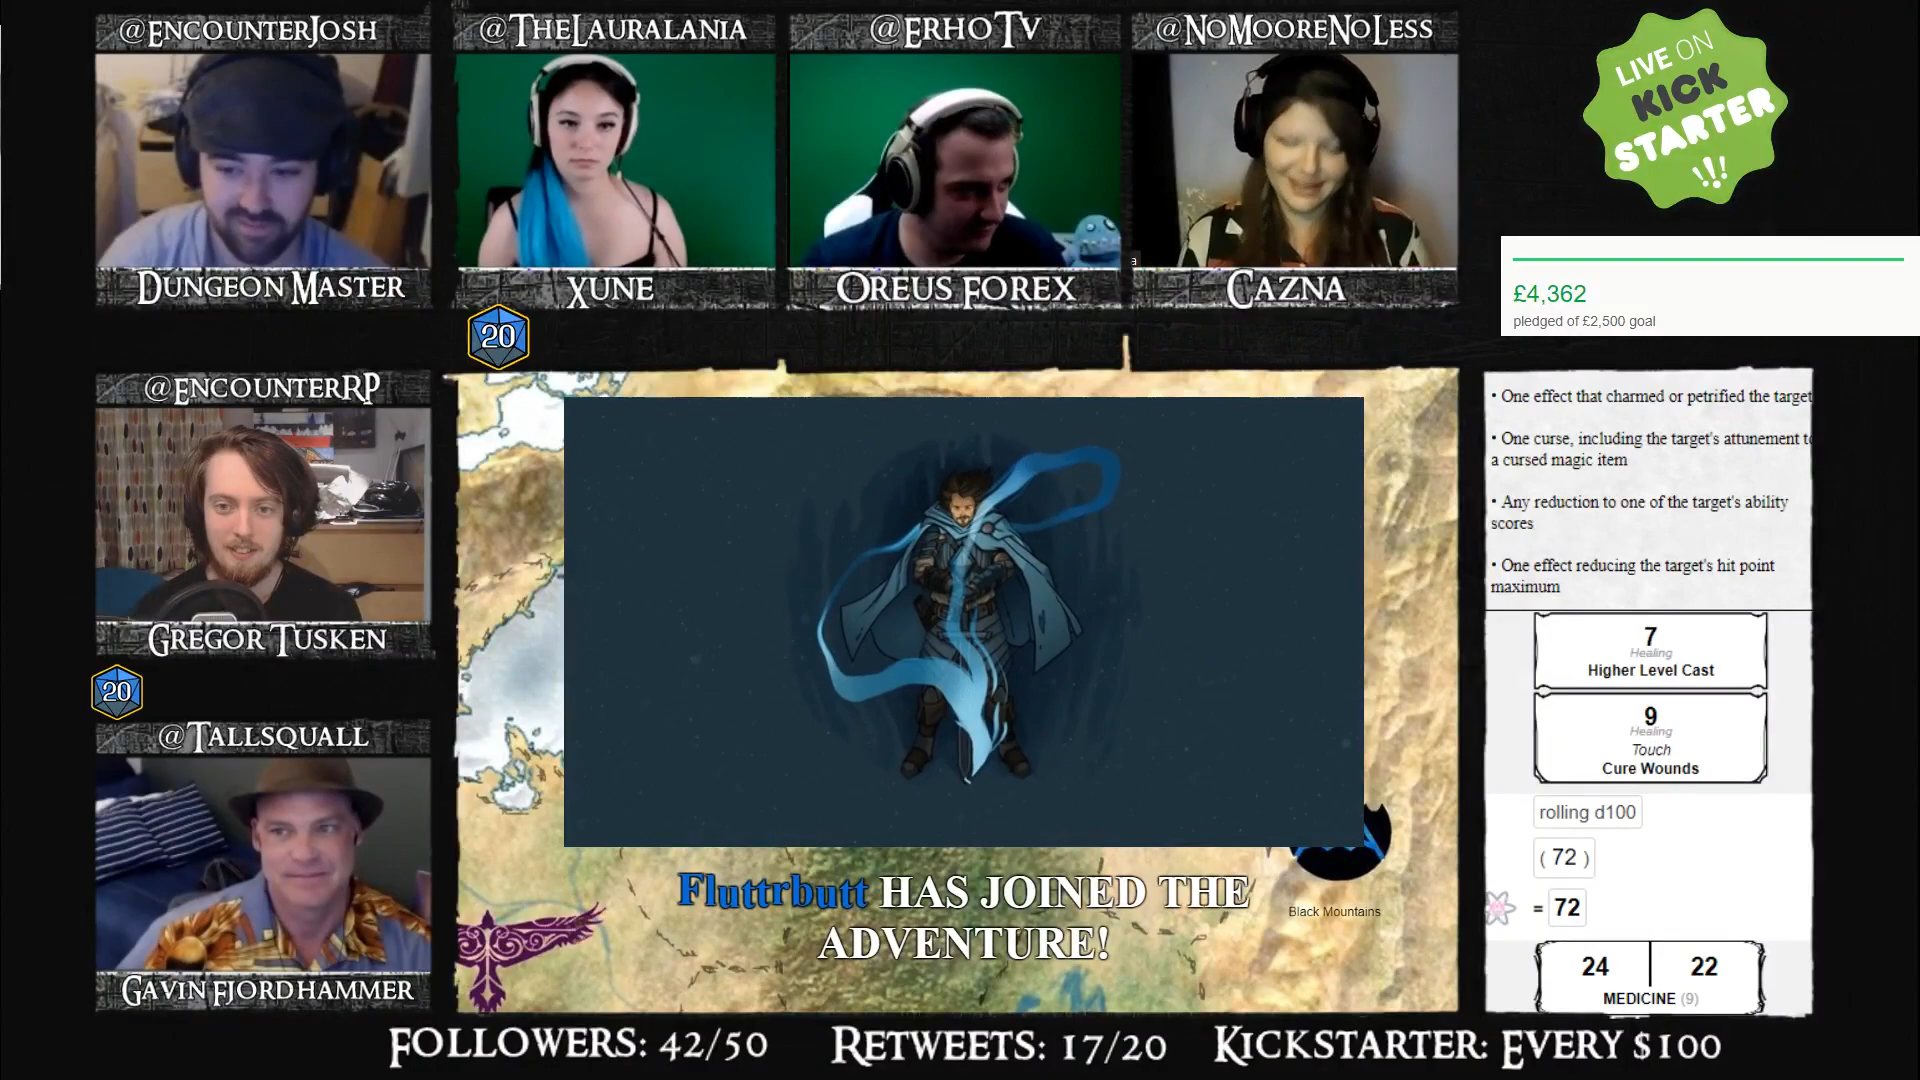 @EncounterJosh
@TheLauralania
@ErhoTv
@NoMooreNoLess
LIVE ON
KICK
STARTER
!!!
Dungeon Master
Xune
Oreus Forex
Cazna
a
£4,362
pledged of £2,500 goal
20
@EncounterRP
Gregor Tusken
20
@Tallsquall
Gavin Fjordhammer
Fluttrbutt HAS JOINED THE
ADVENTURE!
Black Mountains
• One effect that charmed or petrified the target
• One curse, including the target's attunement to
a cursed magic item
• Any reduction to one of the target's ability
scores
• One effect reducing the target's hit point
maximum
7
Healing
Higher Level Cast
9
Healing
Touch
Cure Wounds
rolling d100
( 72 )
= 72
24 22
MEDICINE (9)
Followers: 42/50 Retweets: 17/20 Kickstarter: Every $100